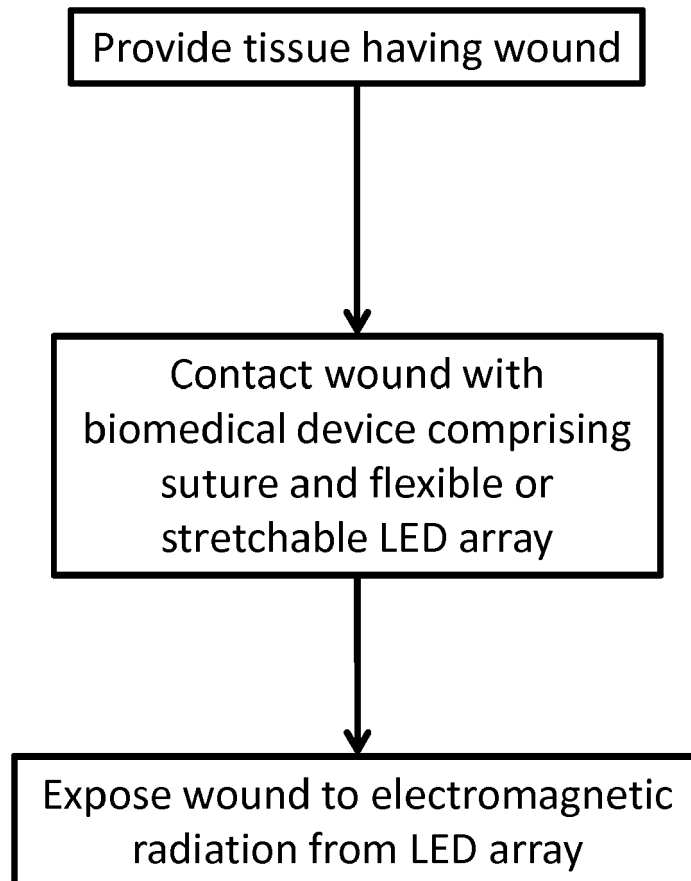 Provide tissue having wound
Contact wound with
biomedical device comprising
suture and flexible or
stretchable LED array
Expose wound to electromagnetic
radiation from LED array